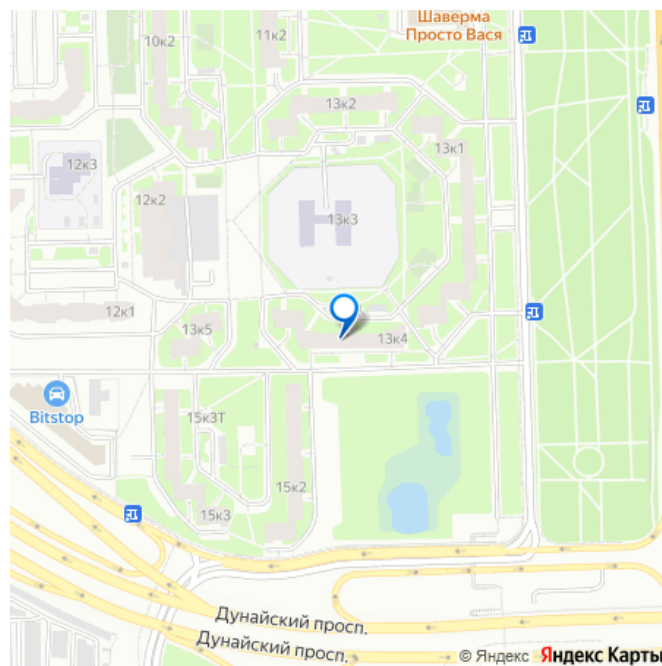 Шаверма
Просто Вася
10к2
11к2
13к2
13к1
12к3
12к2
13к3
12к1
13к5
13к4
Bitstop
15к3Т
15к2
15к3
Дунайский просп.
Дунайский просп.
© Яндекс Яндекс Карты